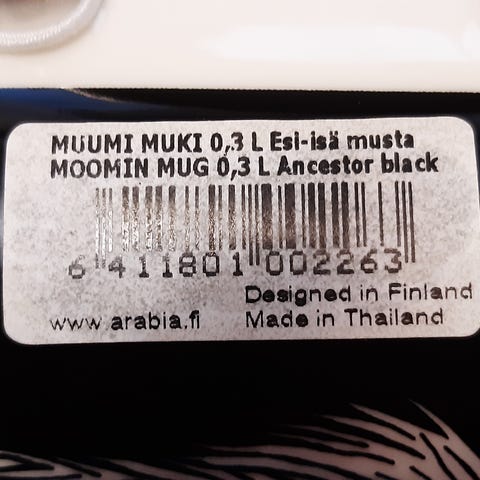 MUUMI MUKI 0,3 L Esi-isä musta
MOOMIN MUG 0,3 L Ancestor black
6 411801 002263
Designed in Finland
www.arabia.fi Made in Thailand